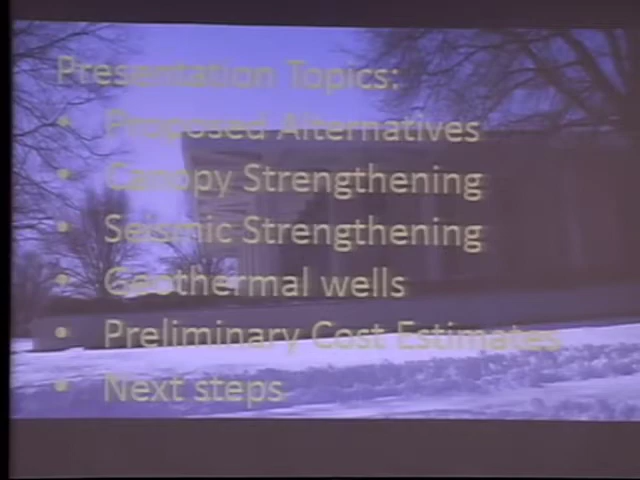 Presentation Topics:
• Proposed Alternatives
• Canopy Strengthening
• Seismic Strengthening
• Geothermal wells
• Preliminary Cost Estimates
• Next steps